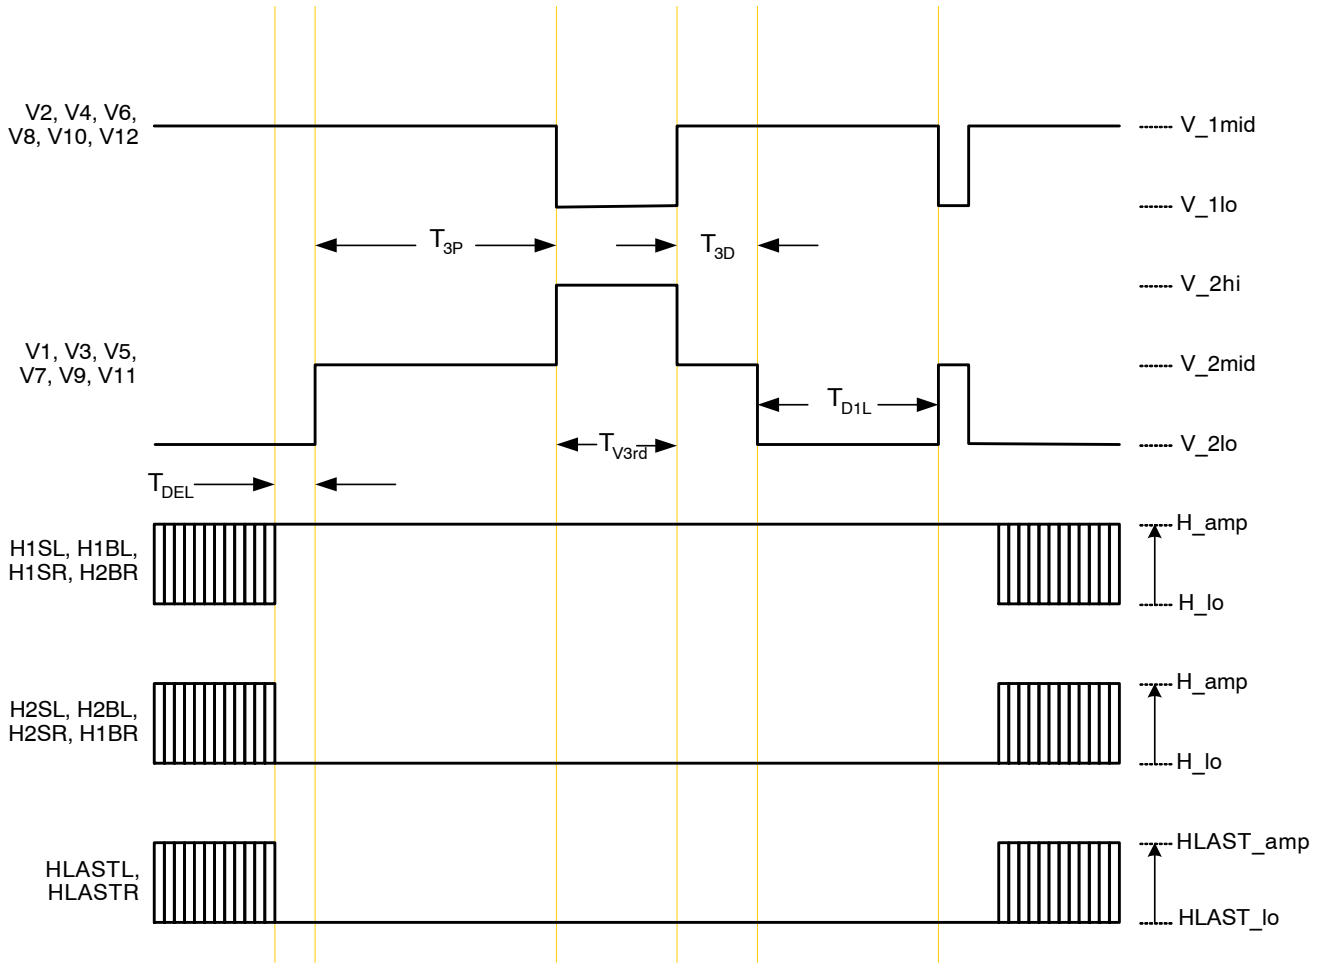 V2, V4, V6,
V8, V10, V12
V_1mid
V_1lo
T3P
T3D
V_2hi
V1, V3, V5,
V7, V9, V11
V_2mid
TD1L
TV3rd
V_2lo
TDEL
H_amp
H1SL, H1BL,
H1SR, H2BR
H_lo
H_amp
H2SL, H2BL,
H2SR, H1BR
H_lo
HLAST_amp
HLASTL,
HLASTR
HLAST_lo